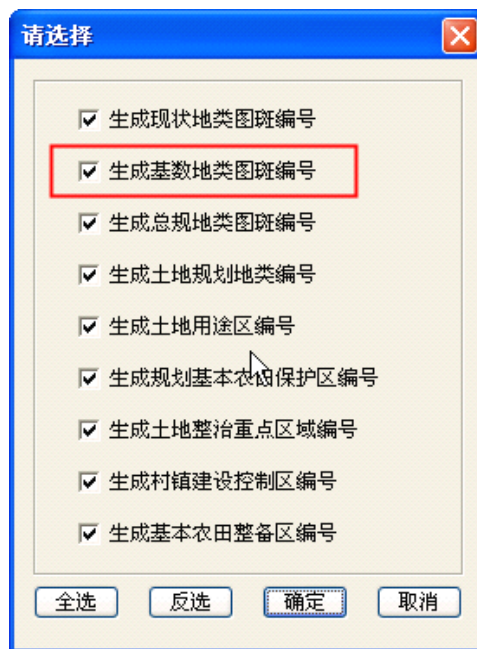 请选择
生成现状地类图斑编号
生成基数地类图斑编号
生成总规地类图斑编号
生成土地规划地类编号
生成土地用途区编号
生成规划基本农田保护区编号
生成土地整治重点区域编号
生成村镇建设控制区编号
生成基本农田整备区编号
全选 反选 确定 取消